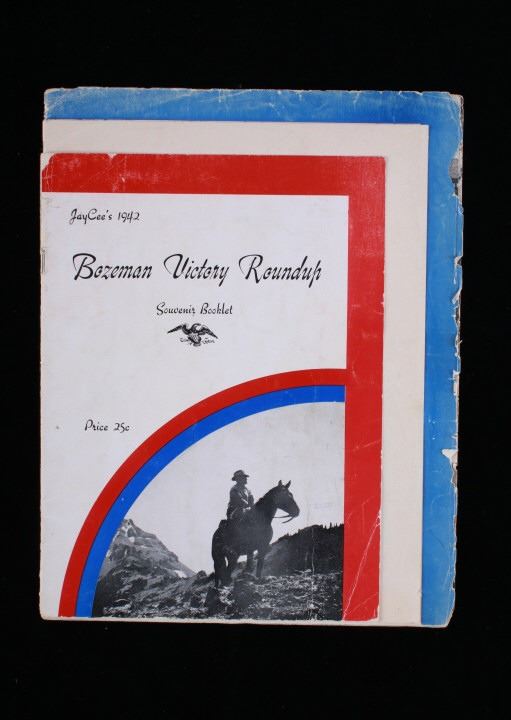 JayCee's 1942
Bozeman Victory Roundup
Souvenir Booklet
Price 25c